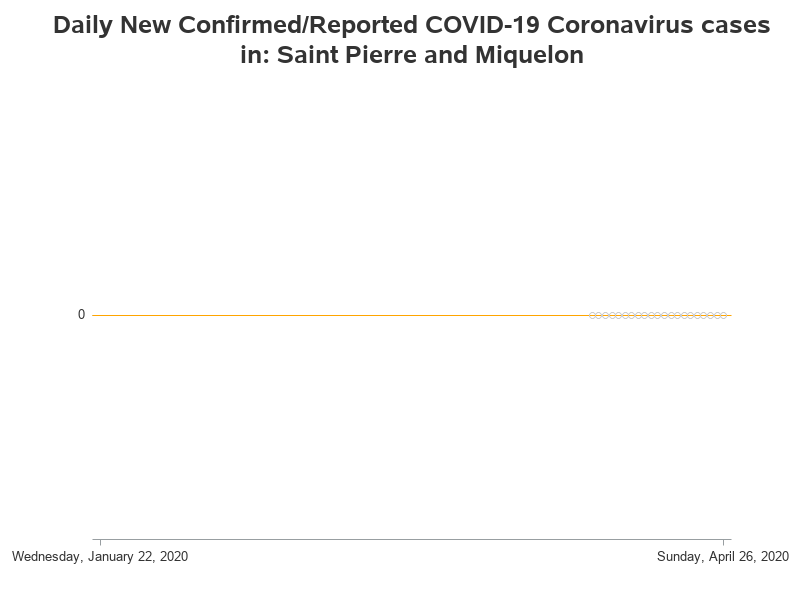 Daily New Confirmed/Reported COVID-19 Coronavirus cases
in: Saint Pierre and Miquelon
0
Wednesday, January 22, 2020
Sunday, April 26, 2020